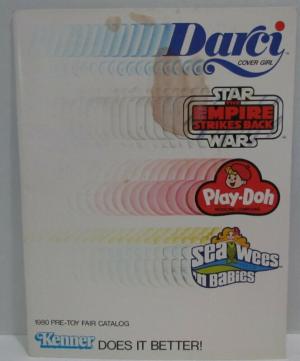 Darci
COVER GIRL
STAR
THE
EMPIRE
STRIKES BACK
WARS
Play-Doh
Sea Wees
'n BaBies
1980 PRE-TOY FAIR CATALOG
Kenner DOES IT BETTER!